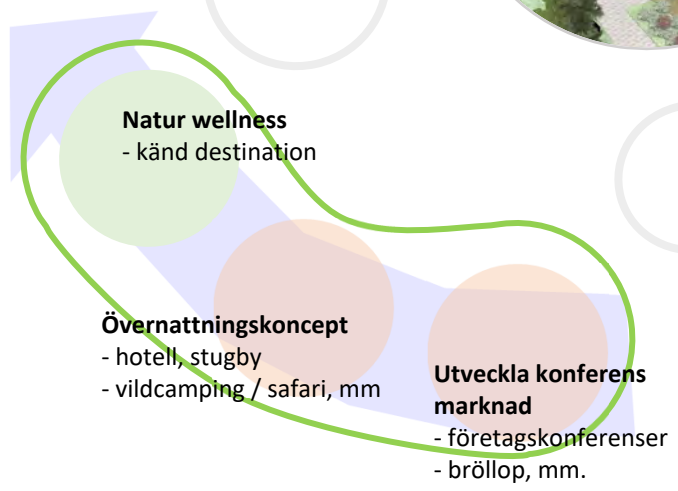 Natur wellness
- känd destination
Övernattningskoncept
- hotell, stugby
- vildcamping / safari, mm
Utveckla konferens
marknad
- företagskonferenser
- bröllop, mm.